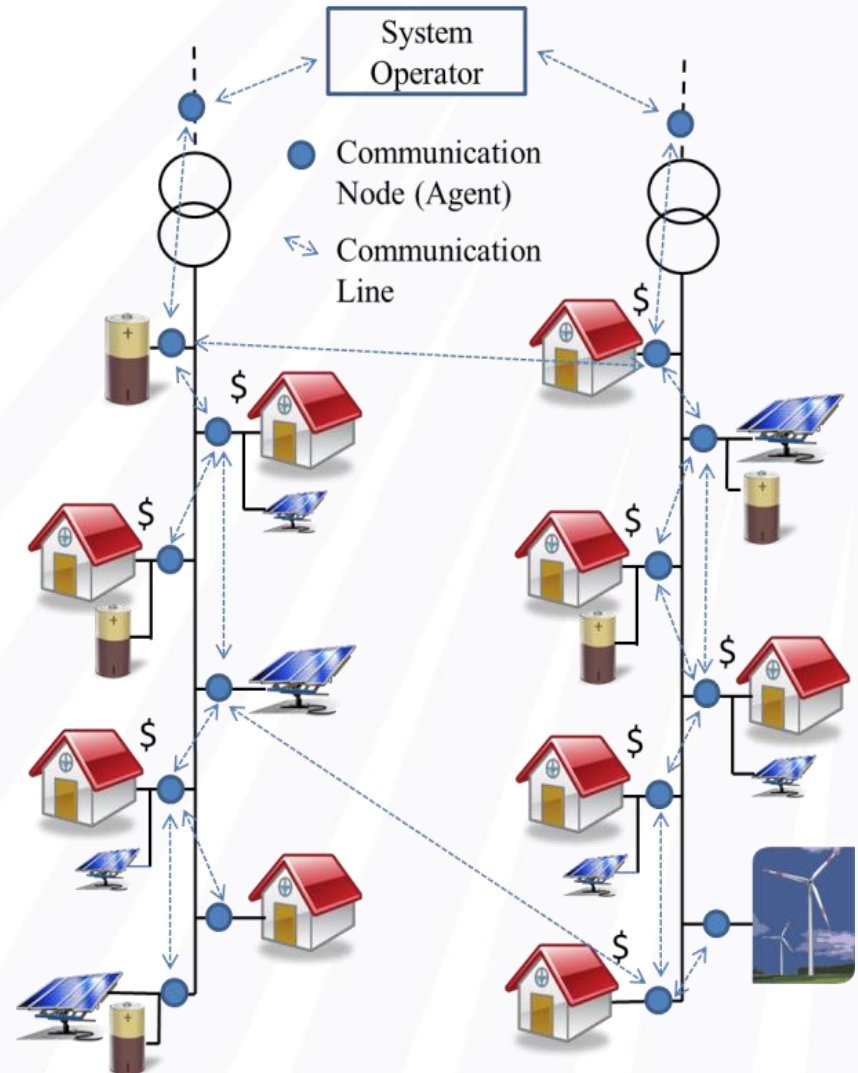 System
Operator
Communication
Node (Agent)
Communication
Line
$
$
$
$
$
$
$
$